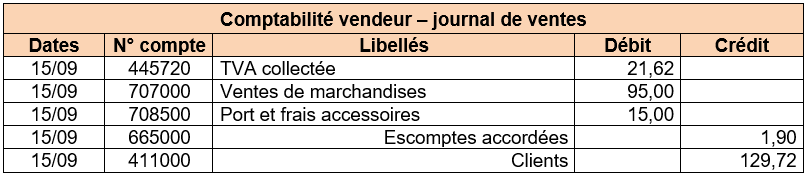 Comptabilité vendeur – journal de ventes
Dates N° compte Libellés Débit Crédit
15/09 445720 TVA collectée 21,62
15/09 707000 Ventes de marchandises 95,00
15/09 708500 Port et frais accessoires 15,00
15/09 665000 Escomptes accordées 1,90
15/09 411000 Clients 129,72